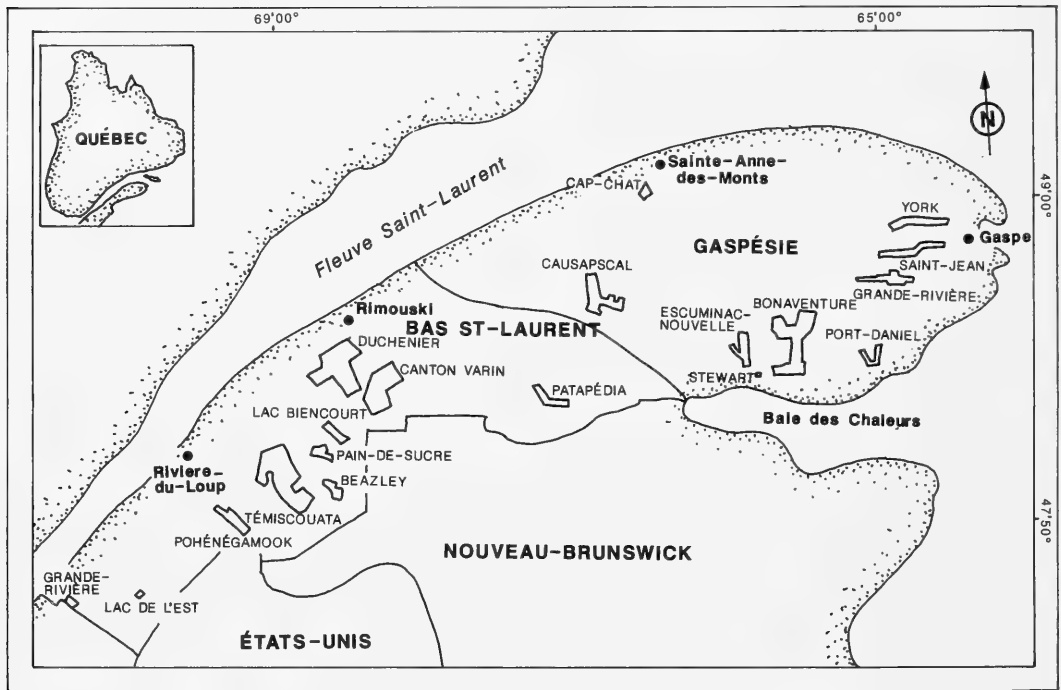 69°00'
65°00'
QUÉBEC
N
Sainte-Anne-
des-Monts
CAP-CHAT
49°00'
Fleuve Saint-Laurent
YORK
GASPÉSIE
Gaspe
CAUSAPSCAL
SAINT-JEAN
GRANDE-RIVIÈRE
Rimouski
BAS ST-LAURENT
ESCUMINAC-
NOUVELLE
BONAVENTURE
PORT-DANIEL
DUCHENIER
CANTON VARIN
STEWART
PATAPÉDIA
LAC BIENCOURT
Baie des Chaleurs
PAIN-DE-SUCRE
Riviere-
du-Loup
BEAZLEY
TÉMISCOUATA
47°50'
POHÉNÉGAMOOK
NOUVEAU-BRUNSWICK
GRANDE-
RIVIÈRE
LAC DE L'EST
ÉTATS-UNIS